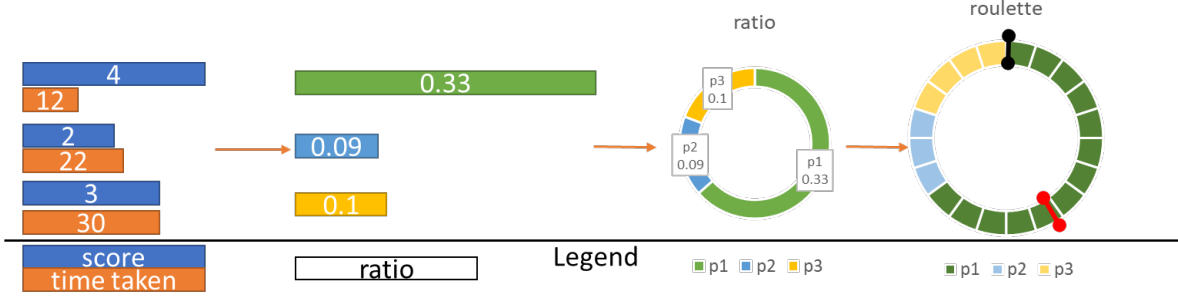 ratio
roulette
4
12
2
22
3
30
0.33
0.09
0.1
p3
0.1
p2
0.09
p1
0.33
score
time taken
ratio
Legend
p1 p2 p3
p1 p2 p3